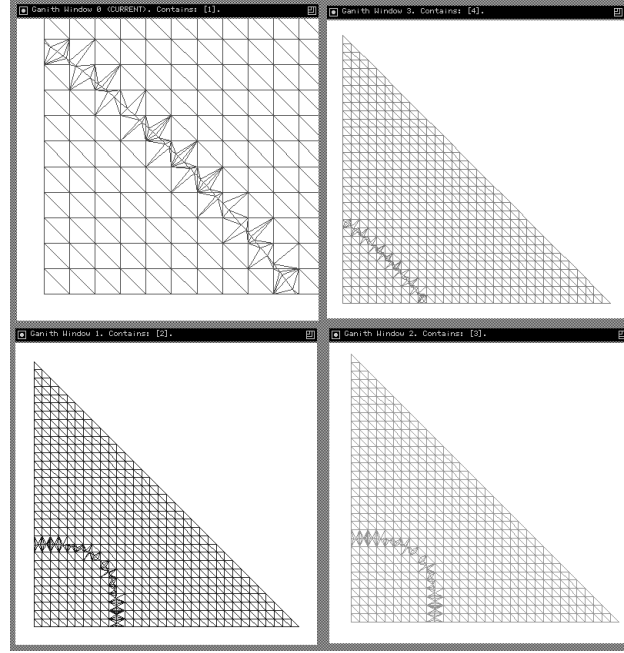 Ganith Window 0 (CURRENT). Contains: [1].
Ganith Window 3. Contains: [4].
Ganith Window 1. Contains: [2].
Ganith Window 2. Contains: [3].